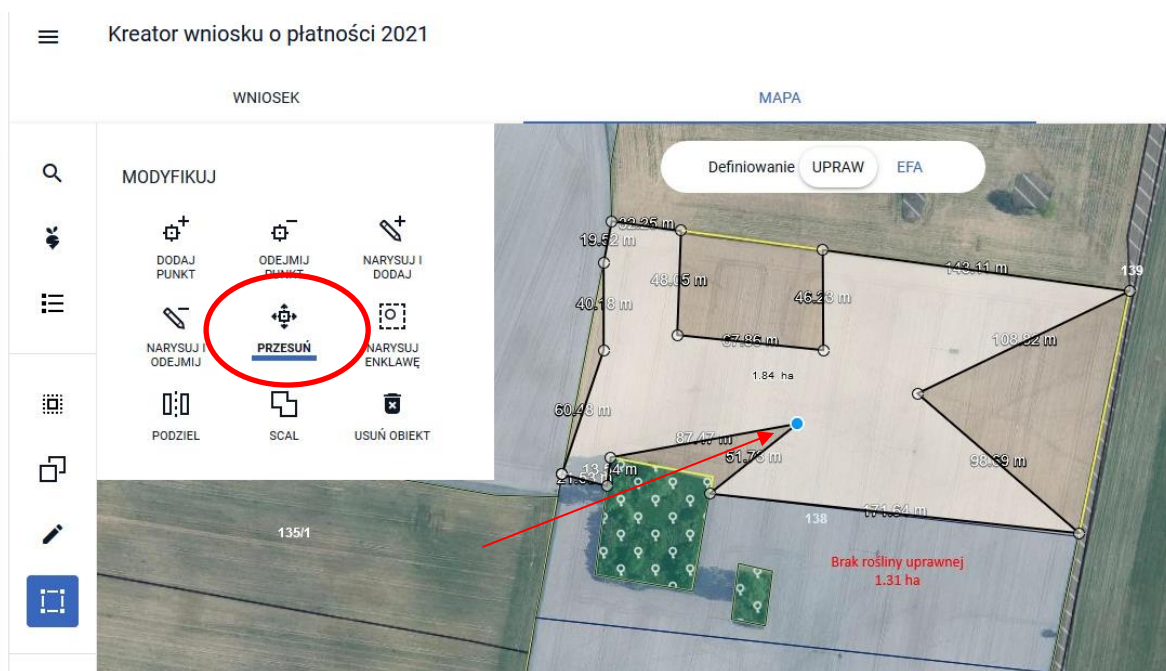 Kreator wniosku o płatności 2021
WNIOSEK
MAPA
MODYFIKUJ
DODAJ
PUNKT
ODEJMIJ
PUNKT
NARYSUJ I
DODAJ
NARYSUJ I
ODEJMIJ
PRZESUŃ
NARYSUJ
ENKLAWĘ
PODZIEL
SCAL
USUŃ OBIEKT
Definiowanie UPRAW EFA
32.25 m
19.52 m
143.11 m
139
48.05 m
40.18 m
46.23 m
67.86 m
108.82 m
1.84 ha
60.48 m
87.47 m
51.73 m
98.69 m
13.54 m
171.64 m
138
135/1
Brak rośliny uprawnej
1.31 ha